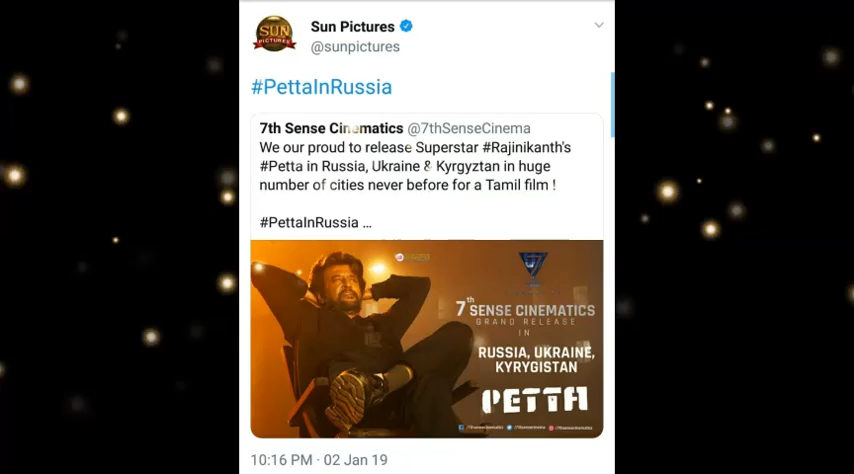 SUN
PICTURES
Sun Pictures
@sunpictures
#PettaInRussia
7th Sense Cinematics @7thSenseCinema
We our proud to release Superstar #Rajinikanth's
#Petta in Russia, Ukraine & Kyrgyztan in huge
number of cities never before for a Tamil film !
#PettaInRussia ...
7th SENSE CINEMATICS
GRAND RELEASE
IN
RUSSIA, UKRAINE,
KYRYGISTAN
PETTA
10:16 PM · 02 Jan 19